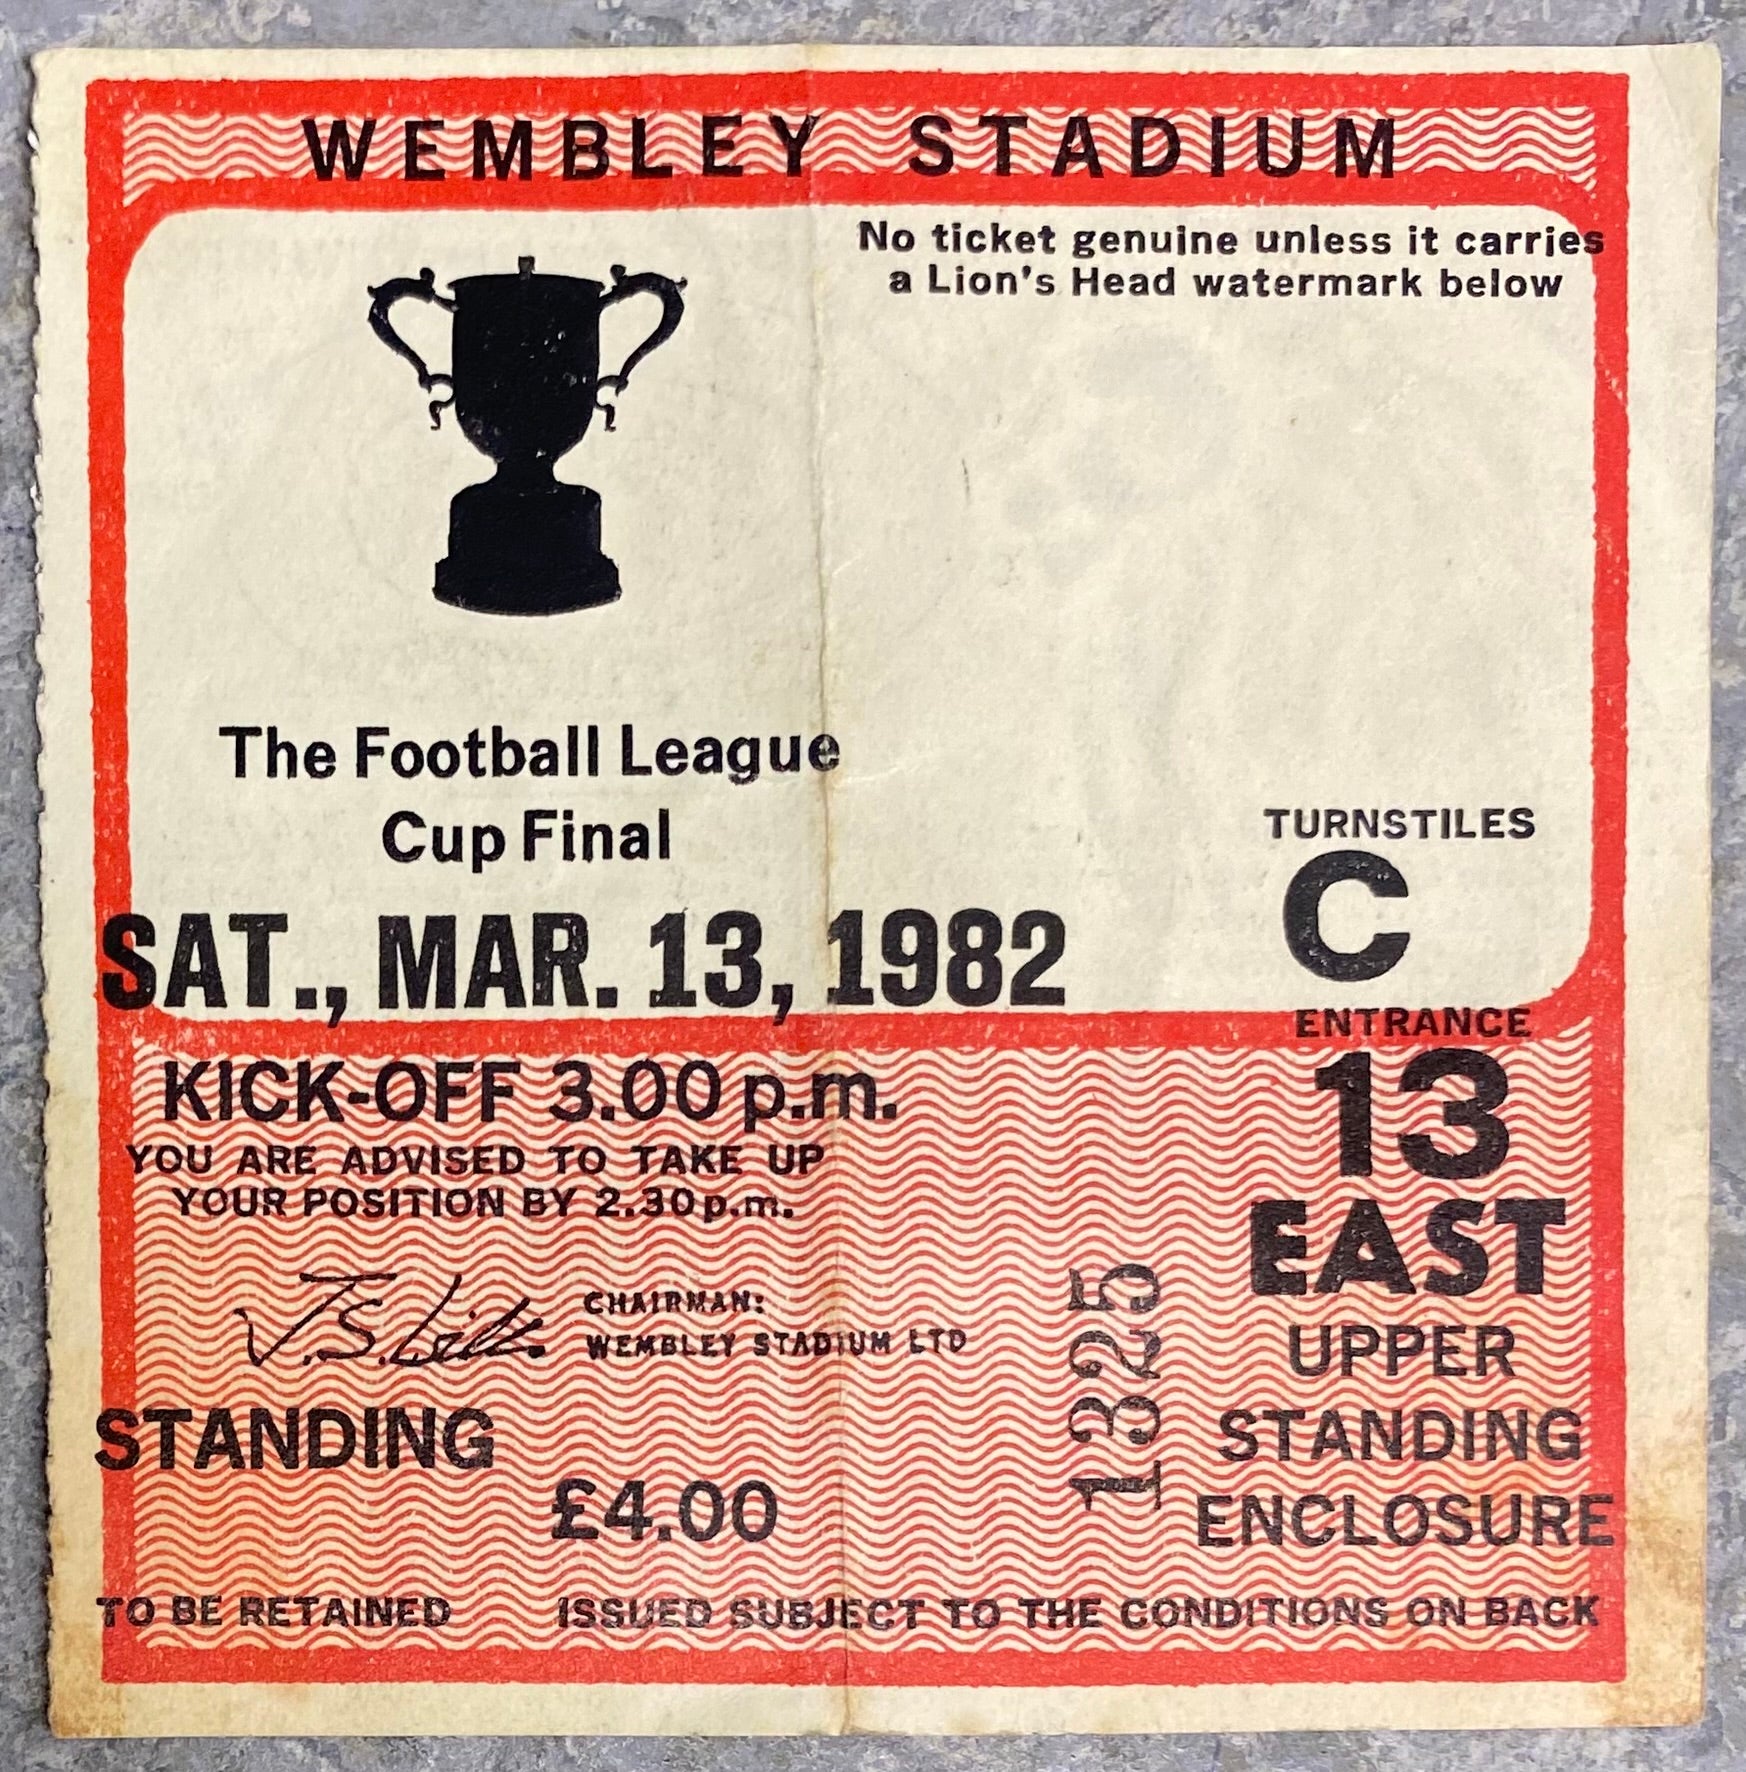 WEMBLEY STADIUM
No ticket genuine unless it carries
a Lion's Head watermark below
The Football League
Cup Final
SAT., MAR. 13, 1982
TURNSTILES
C
ENTRANCE
13
EAST
UPPER
STANDING
ENCLOSURE
KICK-OFF 3.00 p.m.
YOU ARE ADVISED TO TAKE UP
YOUR POSITION BY 2.30 p.m.
CHAIRMAN:
WEMBLEY STADIUM LTD
1325
STANDING
£4.00
TO BE RETAINED ISSUED SUBJECT TO THE CONDITIONS ON BACK